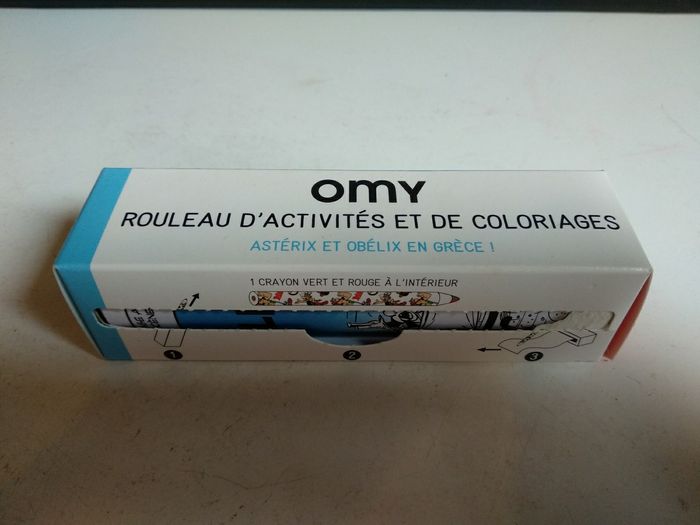 omy
ROULEAU D'ACTIVITÉS ET DE COLORIAGES
ASTÉRIX ET OBÉLIX EN GRÈCE !
1 CRAYON VERT ET ROUGE À L'INTÉRIEUR
1 2 3